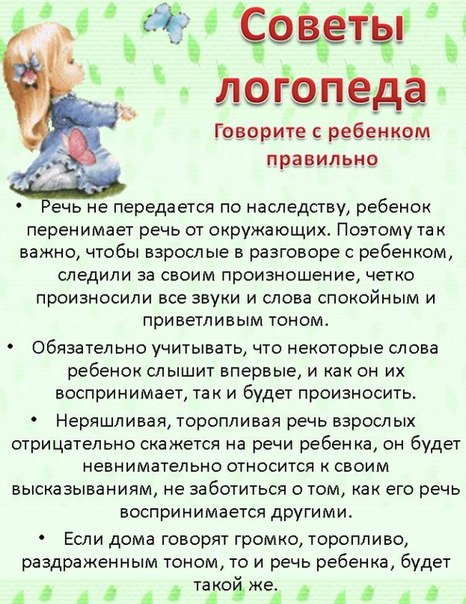 Советы
логопеда
Говорите с ребенком
правильно
• Речь не передается по наследству, ребенок
перенимает речь от окружающих. Поэтому так
важно, чтобы взрослые в разговоре с ребенком,
следили за своим произношение, четко
произносили все звуки и слова спокойным и
приветливым тоном.
• Обязательно учитывать, что некоторые слова
ребенок слышит впервые, и как он их
воспринимает, так и будет произносить.
• Неряшливая, торопливая речь взрослых
отрицательно скажется на речи ребенка, он будет
невнимательно относится к своим
высказываниям, не заботиться о том, как его речь
воспринимается другими.
• Если дома говорят громко, торопливо,
раздраженным тоном, то и речь ребенка, будет
такой же.